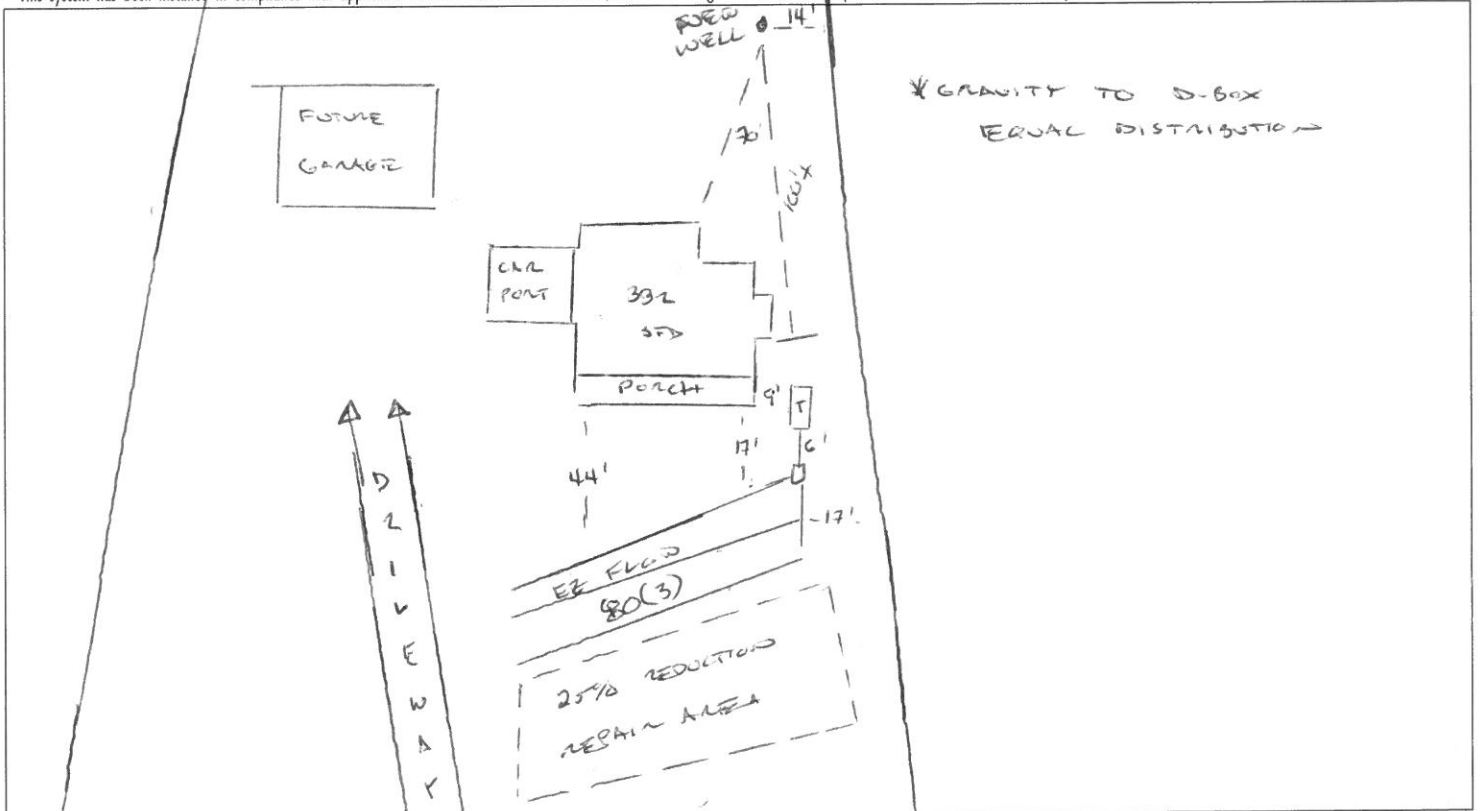 NEW
WELL
14'
* GRAVITY TO D-BOX
EQUAL DISTRIBUTION
FUTURE
GARAGE
70'
100'+
CAR
PORT
3BR
SFD
PORCH
9'
T
17'
6'
44'
17'
DRIVEWAY
EZ FLOW
80(3)
25% REDUCTION
REPAIR AREA